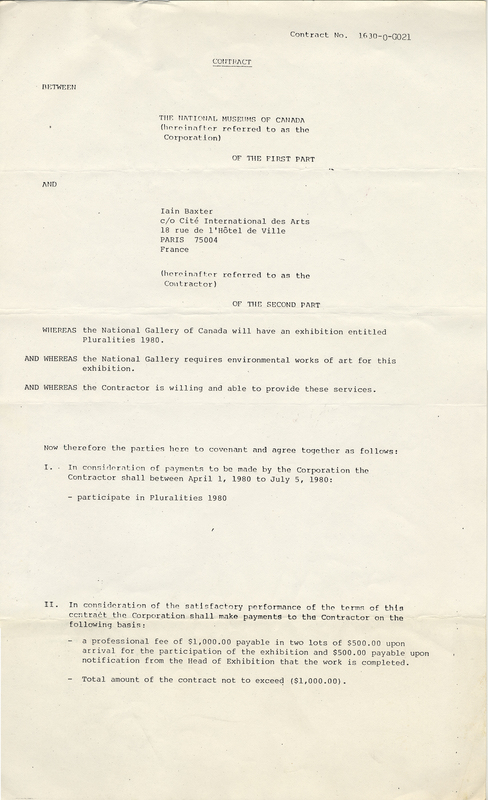 Contract No. 1630-0-G021
CONTRACT
BETWEEN
THE NATIONAL MUSEUMS OF CANADA
(hereinafter referred to as the
Corporation)
OF THE FIRST PART
AND
Iain Baxter
c/o Cité International des Arts
18 rue de l'Hôtel de Ville
PARIS 75004
France
(hereinafter referred to as the
Contractor)
OF THE SECOND PART
WHEREAS the National Gallery of Canada will have an exhibition entitled
Pluralities 1980.
AND WHEREAS the National Gallery requires environmental works of art for this
exhibition.
AND WHEREAS the Contractor is willing and able to provide these services.
Now therefore the parties here to covenant and agree together as follows:
I. In consideration of payments to be made by the Corporation the
Contractor shall between April 1, 1980 to July 5, 1980:
- participate in Pluralities 1980
II. In consideration of the satisfactory performance of the terms of this
contract the Corporation shall make payments to the Contractor on the
following basis:
- a professional fee of $1,000.00 payable in two lots of $500.00 upon
arrival for the participation of the exhibition and $500.00 payable upon
notification from the Head of Exhibition that the work is completed.
- Total amount of the contract not to exceed ($1,000.00).